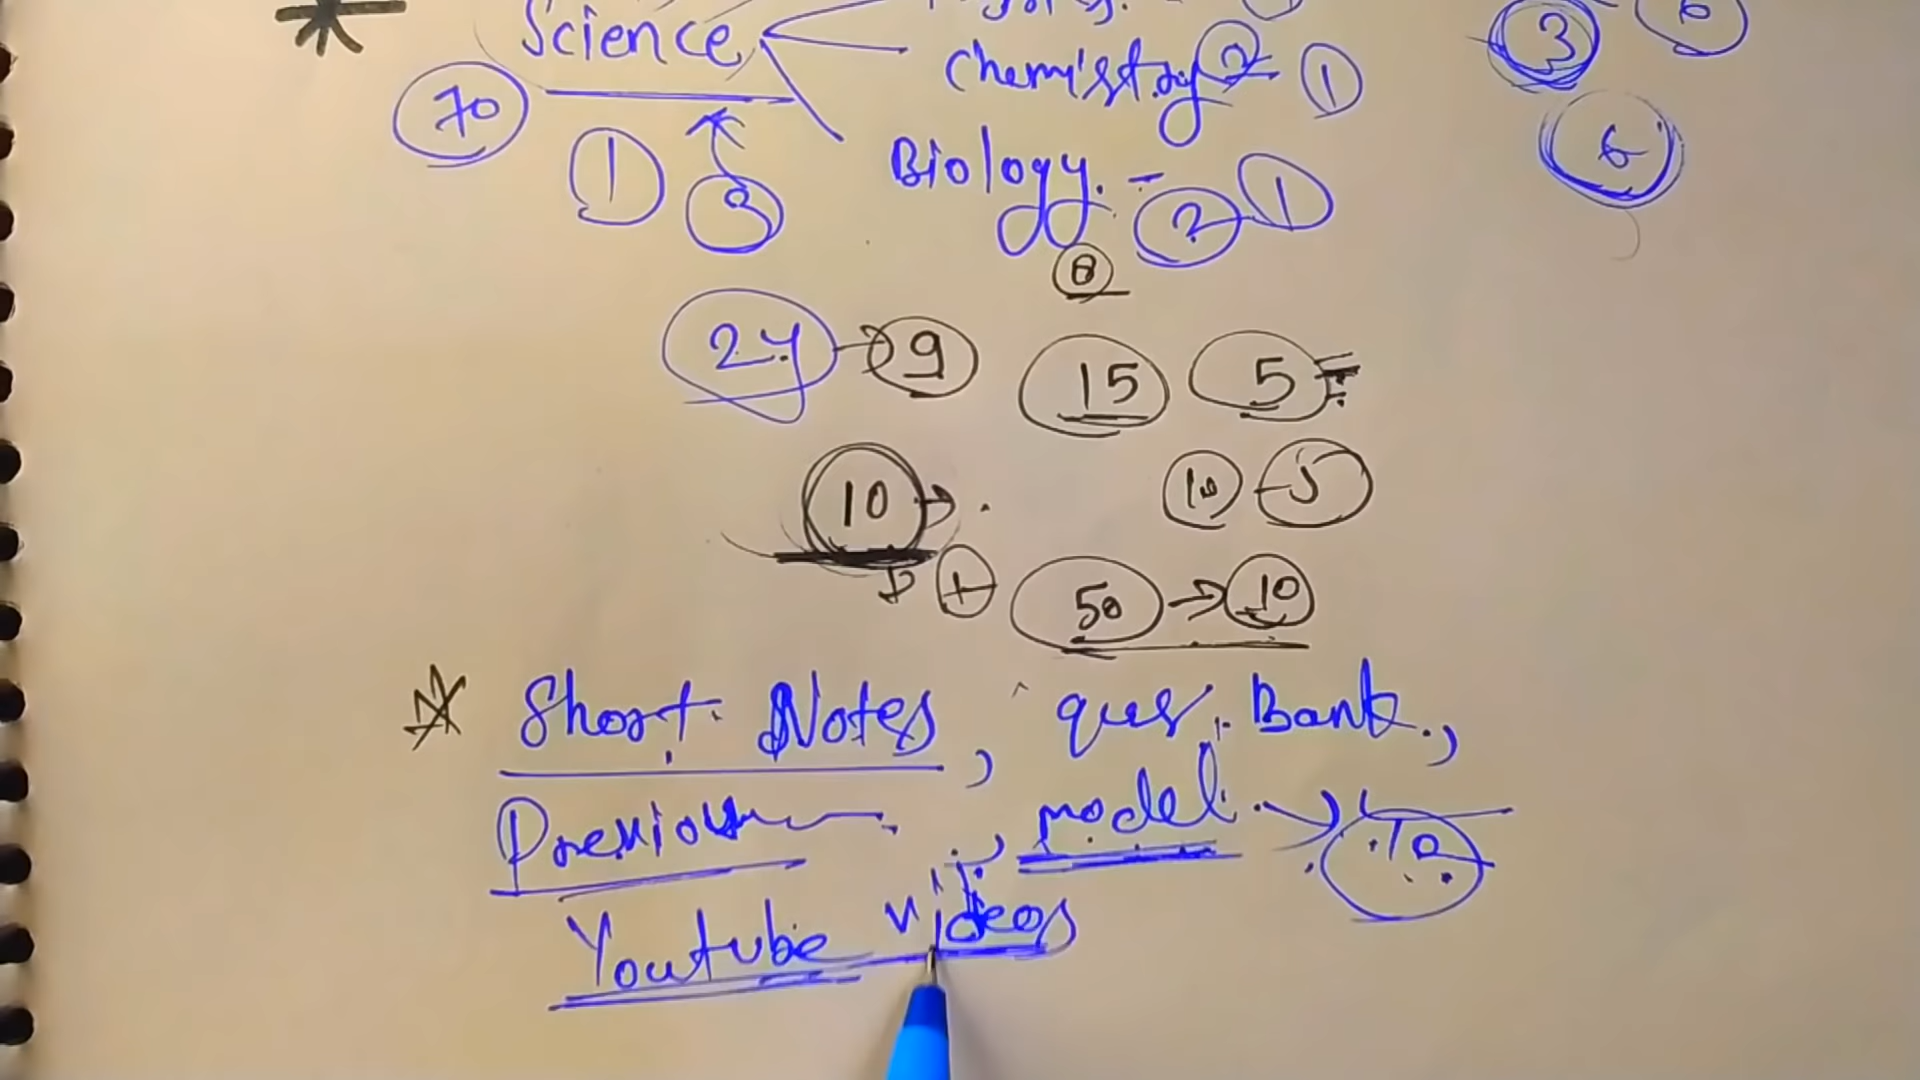 Science
Chemistry 2 1
70
Biology. - 2 1
1
3
6
3
8
24 → 9 15 5
10 → . 10 - 5
+ 50 → 10
Short Notes, ques. Bank.,
Previous model → 10
Youtube videos